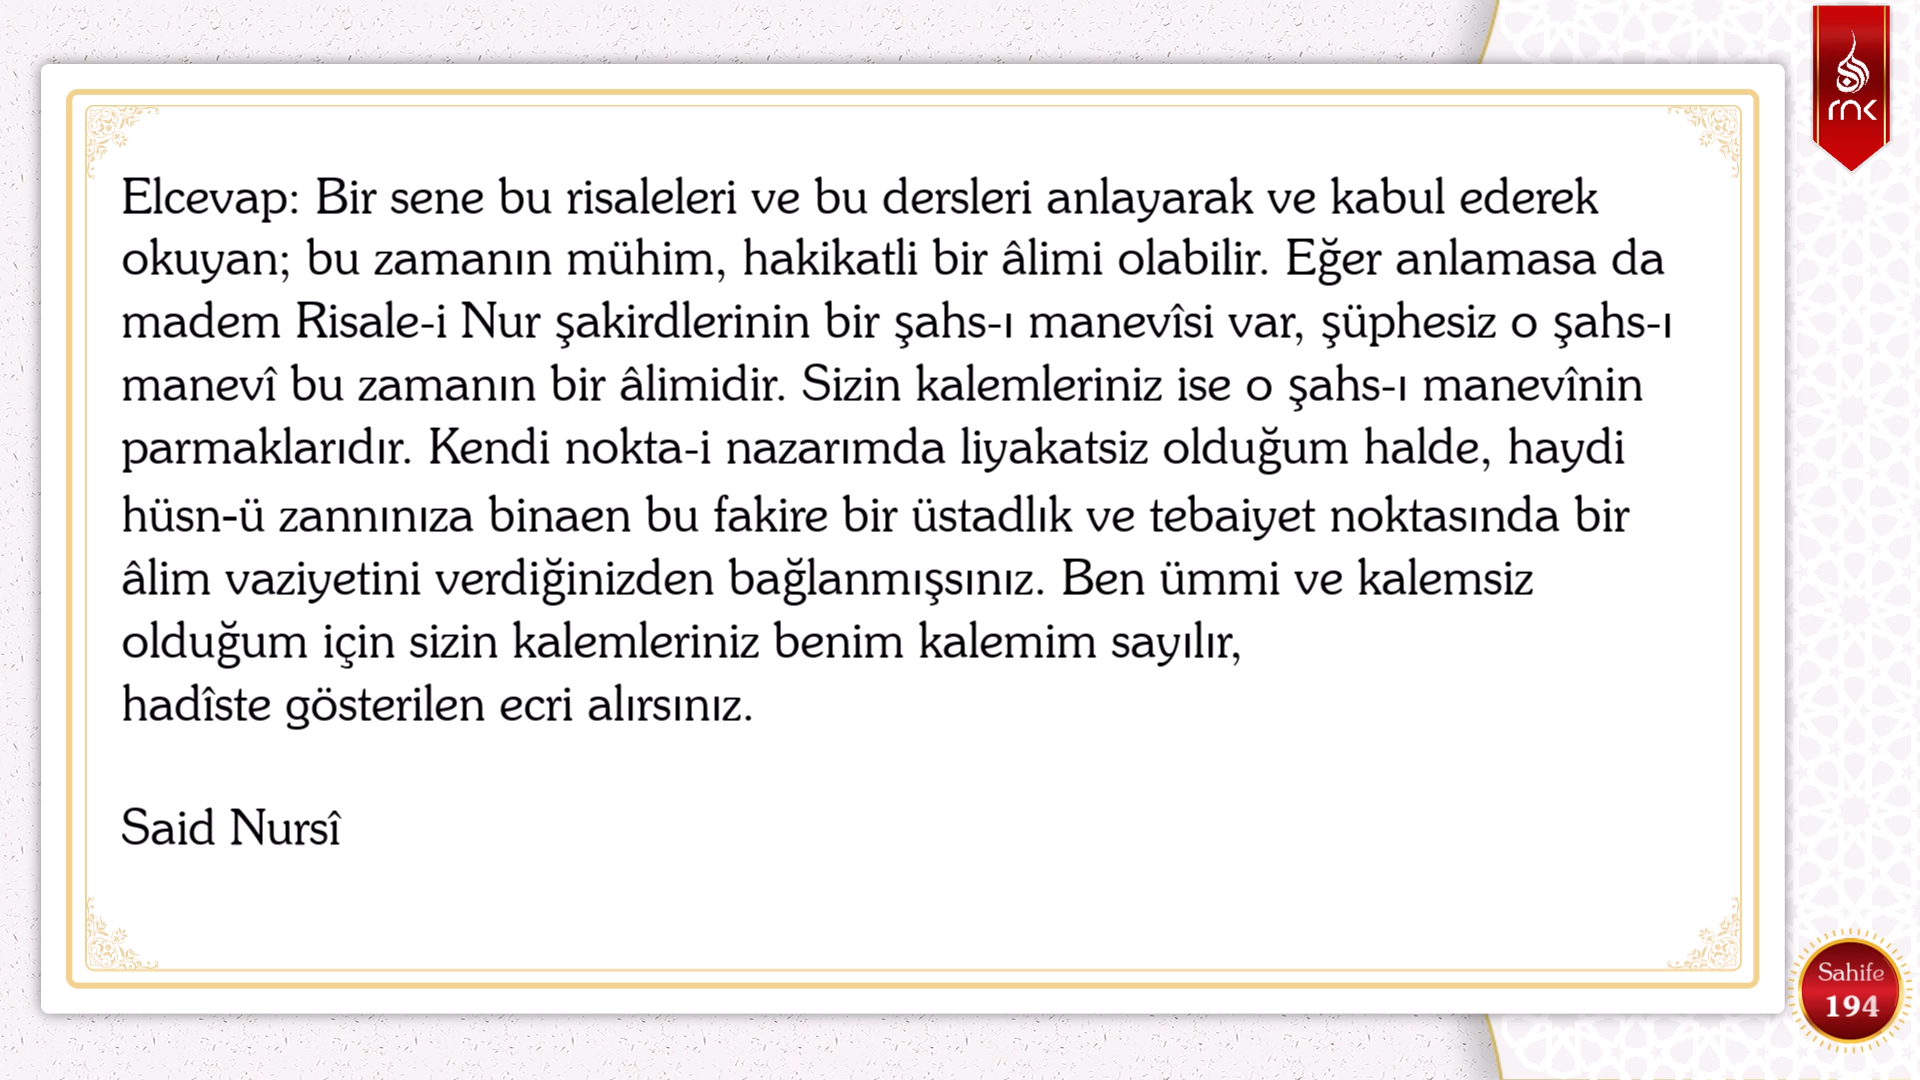 Elcevap: Bir sene bu risaleleri ve bu dersleri anlayarak ve kabul ederek
okuyan; bu zamanın mühim, hakikatli bir âlimi olabilir. Eğer anlamasa da
madem Risale-i Nur şakirdlerinin bir şahs-ı manevîsi var, şüphesiz o şahs-ı
manevî bu zamanın bir âlimidir. Sizin kalemleriniz ise o şahs-ı manevînin
parmaklarıdır. Kendi nokta-i nazarımda liyakatsiz olduğum halde, haydi
hüsn-ü zannınıza binaen bu fakire bir üstadlık ve tebaiyet noktasında bir
âlim vaziyetini verdiğinizden bağlanmışsınız. Ben ümmi ve kalemsiz
olduğum için sizin kalemleriniz benim kalemim sayılır,
hadîste gösterilen ecri alırsınız.
Said Nursî
rnk
Sahife
194